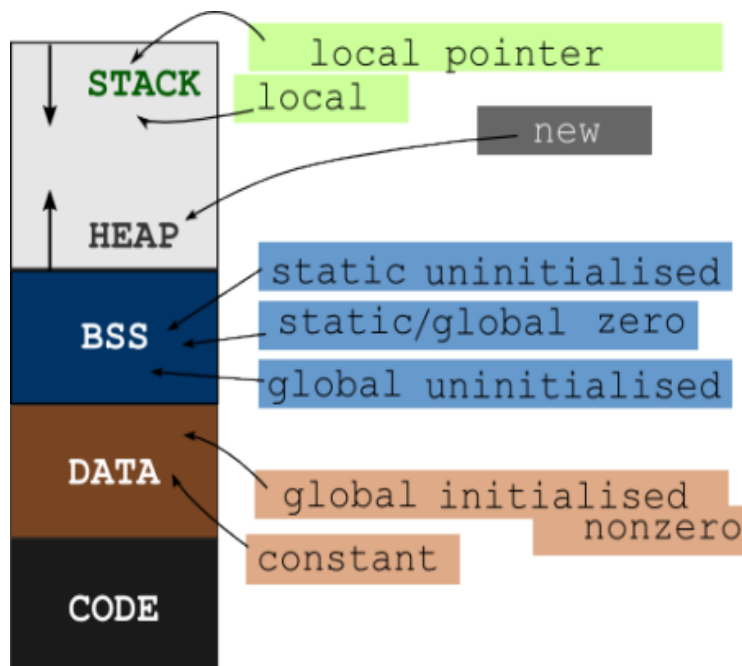 local pointer
STACK
local
new
HEAP
static uninitialised
static/global zero
BSS
global uninitialised
DATA
global initialised
nonzero
constant
CODE